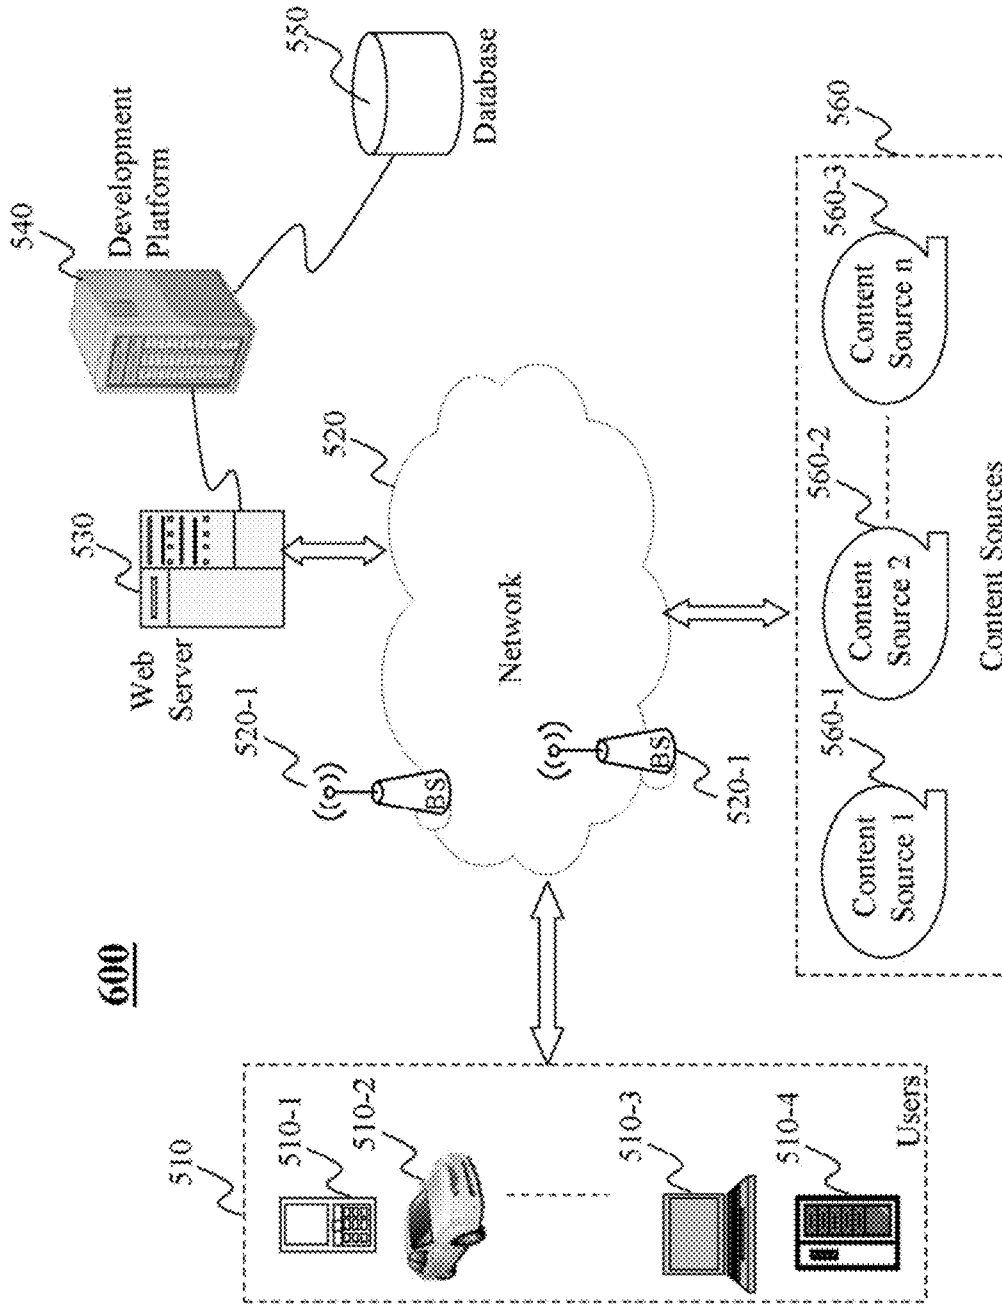 600
510
510-1
510-2
510-3
510-4
Users
520-1
BS
BS
520-1
Network
520
Web
Server
530
540
Development
Platform
550
Database
560
560-1
Content
Source 1
560-2
Content
Source 2
560-3
Content
Source n
Content Sources